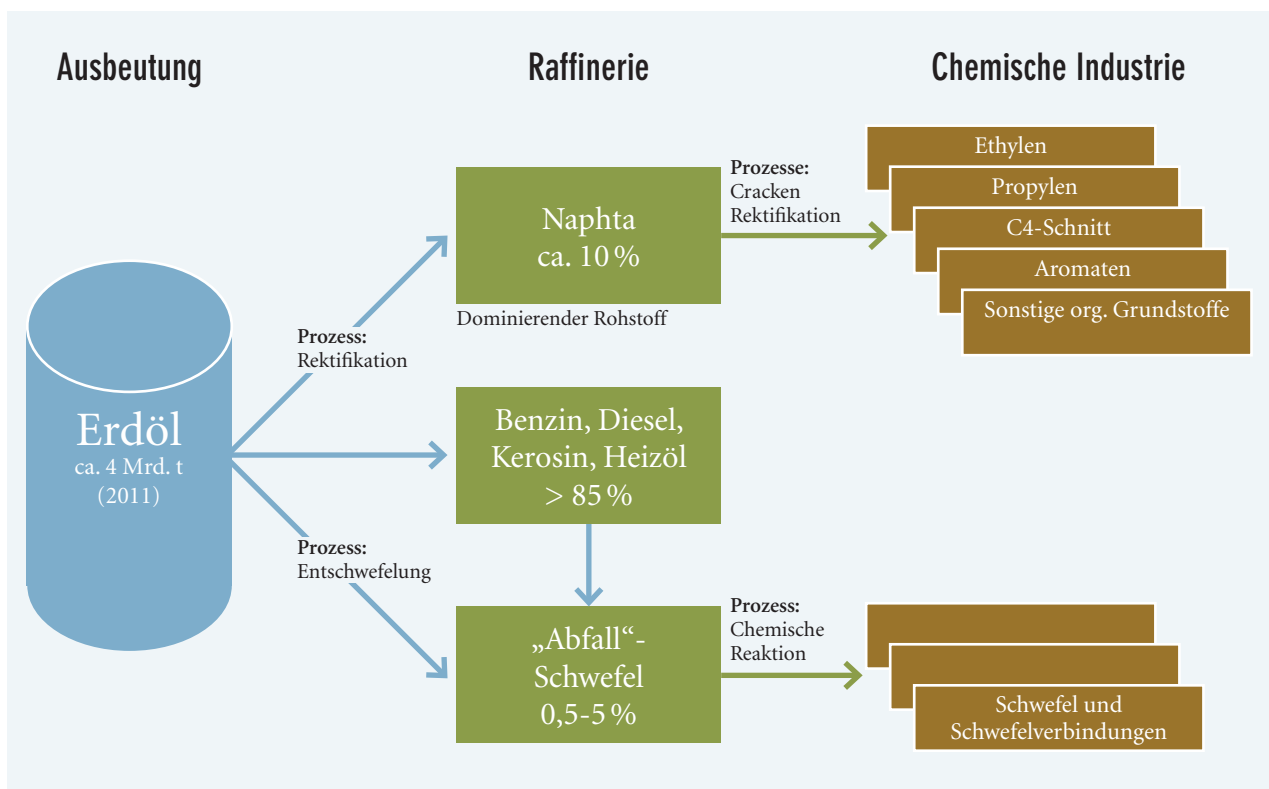 Ausbeutung
Raffinerie
Chemische Industrie
Erdöl
ca. 4 Mrd. t
(2011)
Prozess:
Rektifikation
Prozess:
Entschwefelung
Naphta
ca. 10 %
Dominierender Rohstoff
Benzin, Diesel,
Kerosin, Heizöl
> 85 %
„Abfall“-
Schwefel
0,5-5 %
Prozesse:
Cracken
Rektifikation
Prozess:
Chemische
Reaktion
Ethylen
Propylen
C4-Schnitt
Aromaten
Sonstige org. Grundstoffe
Schwefel und
Schwefelverbindungen